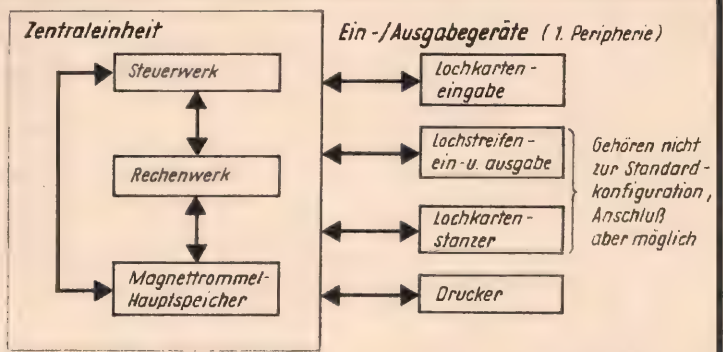 Zentraleinheit
Steuerwerk
Rechenwerk
Magnettrommel-
Hauptspeicher
Ein-/Ausgabegeräte (1. Peripherie)
Lochkarten-
eingabe
Lochstreifen-
ein-u. ausgabe
Lochkarten-
stanzer
Drucker
Gehören nicht
zur Standard-
konfiguration,
Anschluß
aber möglich